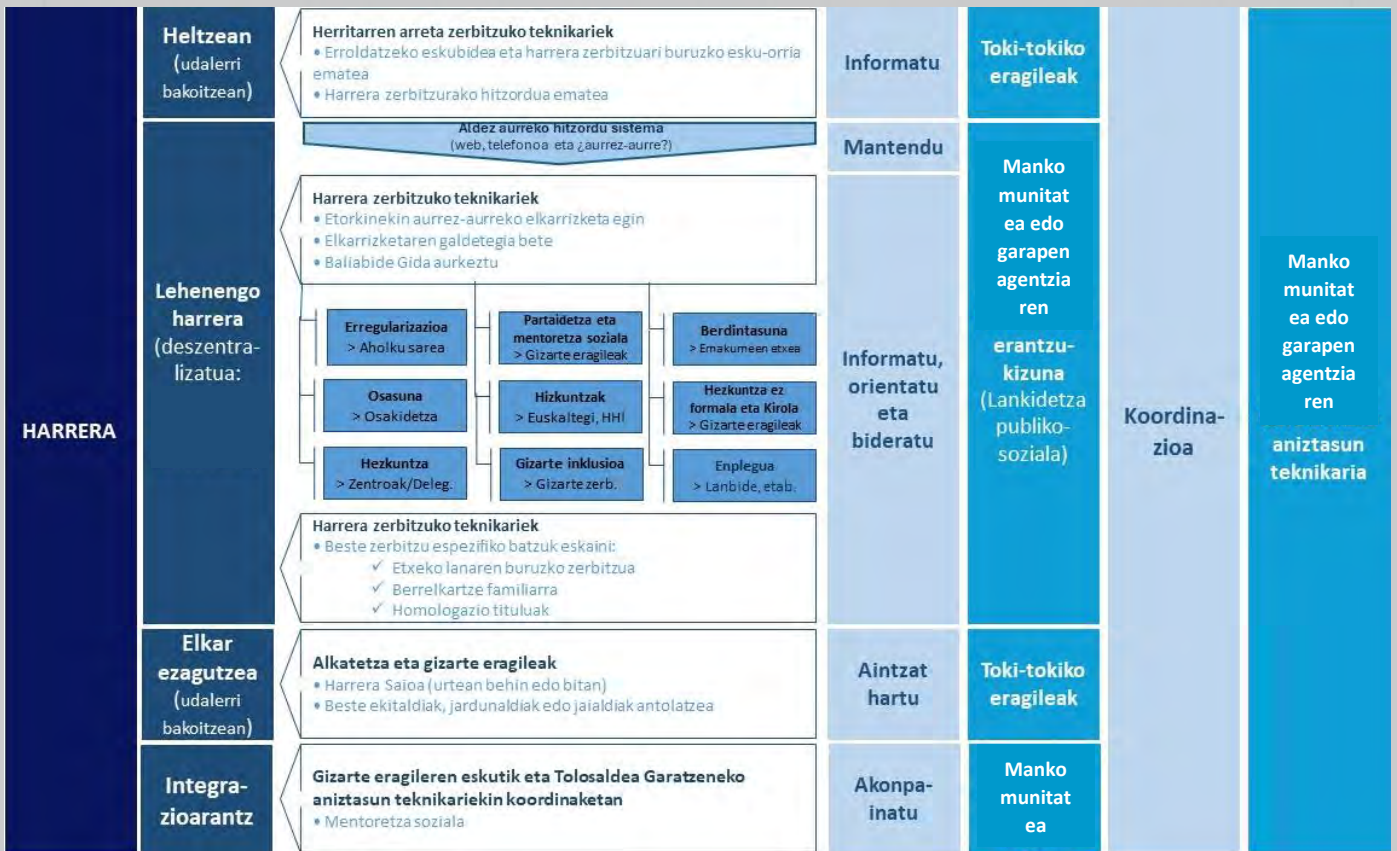 HARRERA
Heltzean
(udalerri
bakoitzean)
Herritarren arreta zerbitzuko teknikariek
• Erroldatzeko eskubidea eta harrera zerbitzuari buruzko esku-orria
ematea
• Harrera zerbitzurako hitzordua ematea
Informatu
Toki-tokiko
eragileak
Lehenengo
harrera
(deszentra-
lizatua:
Aldez aurreko hitzordu sistema
(web, telefonoa eta ¿aurrez-aurre?)
Mantendu
Harrera zerbitzuko teknikariek
• Etorkinekin aurrez-aurreko elkarrizketa egin
• Elkarrizketaren galdetegia bete
• Baliabide Gida aurkeztu
Erregularizazioa
> Aholku sarea
Partaidetza eta
mentoretza soziala
> Gizarte eragileak
Berdintasuna
> Emakumeen etxea
Osasuna
> Osakidetza
Hizkuntzak
> Euskaltegi, HHI
Hezkuntza ez
formala eta Kirola
> Gizarte eragileak
Hezkuntza
> Zentroak/Deleg.
Gizarte inklusioa
> Gizarte zerb.
Enplegua
> Lanbide, etab.
Harrera zerbitzuko teknikariek
• Beste zerbitzu espezifiko batzuk eskaini:
✓ Etxeko lanaren buruzko zerbitzua
✓ Berrelkartze familiarra
✓ Homologazio tituluak
Informatu,
orientatu
eta
bideratu
Manko
munitat
ea edo
garapen
agentzia
ren
erantzu-
kizuna
(Lankidetza
publiko-
soziala)
Elkar
ezagutzea
(udalerri
bakoitzean)
Alkatetza eta gizarte eragileak
• Harrera Saioa (urtean behin edo bitan)
• Beste ekitaldiak, jardunaldiak edo jaialdiak antolatzea
Aintzat
hartu
Toki-tokiko
eragileak
Integra-
zioarantz
Gizarte eragileren eskutik eta Tolosaldea Garatzeneko
aniztasun teknikariekin koordinaketan
• Mentoretza soziala
Akonpa-
inatu
Manko
munitat
ea
Koordina-
zioa
Manko
munitat
ea edo
garapen
agentzia
ren
aniztasun
teknikaria